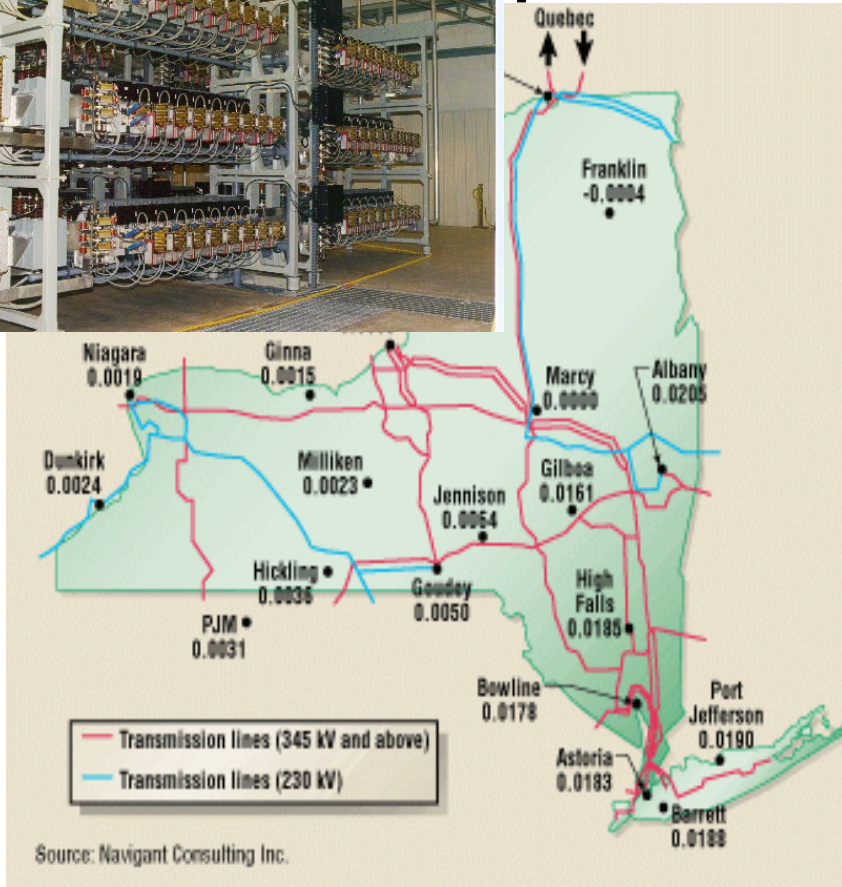 Quebec
Franklin
-0.0004
Niagara
0.0019
Ginna
0.0015
Marcy
0.0000
Albany
0.0205
Dunkirk
0.0024
Milliken
0.0023
Gilboa
0.0161
Jennison
0.0064
Hickling
0.0036
Goudey
0.0050
High
Falls
0.0185
PJM
0.0031
Bowline
0.0178
Port
Jefferson
0.0190
Astoria
0.0183
Barrett
0.0188
Transmission lines (345 kV and above)
Transmission lines (230 kV)
Source: Navigant Consulting Inc.